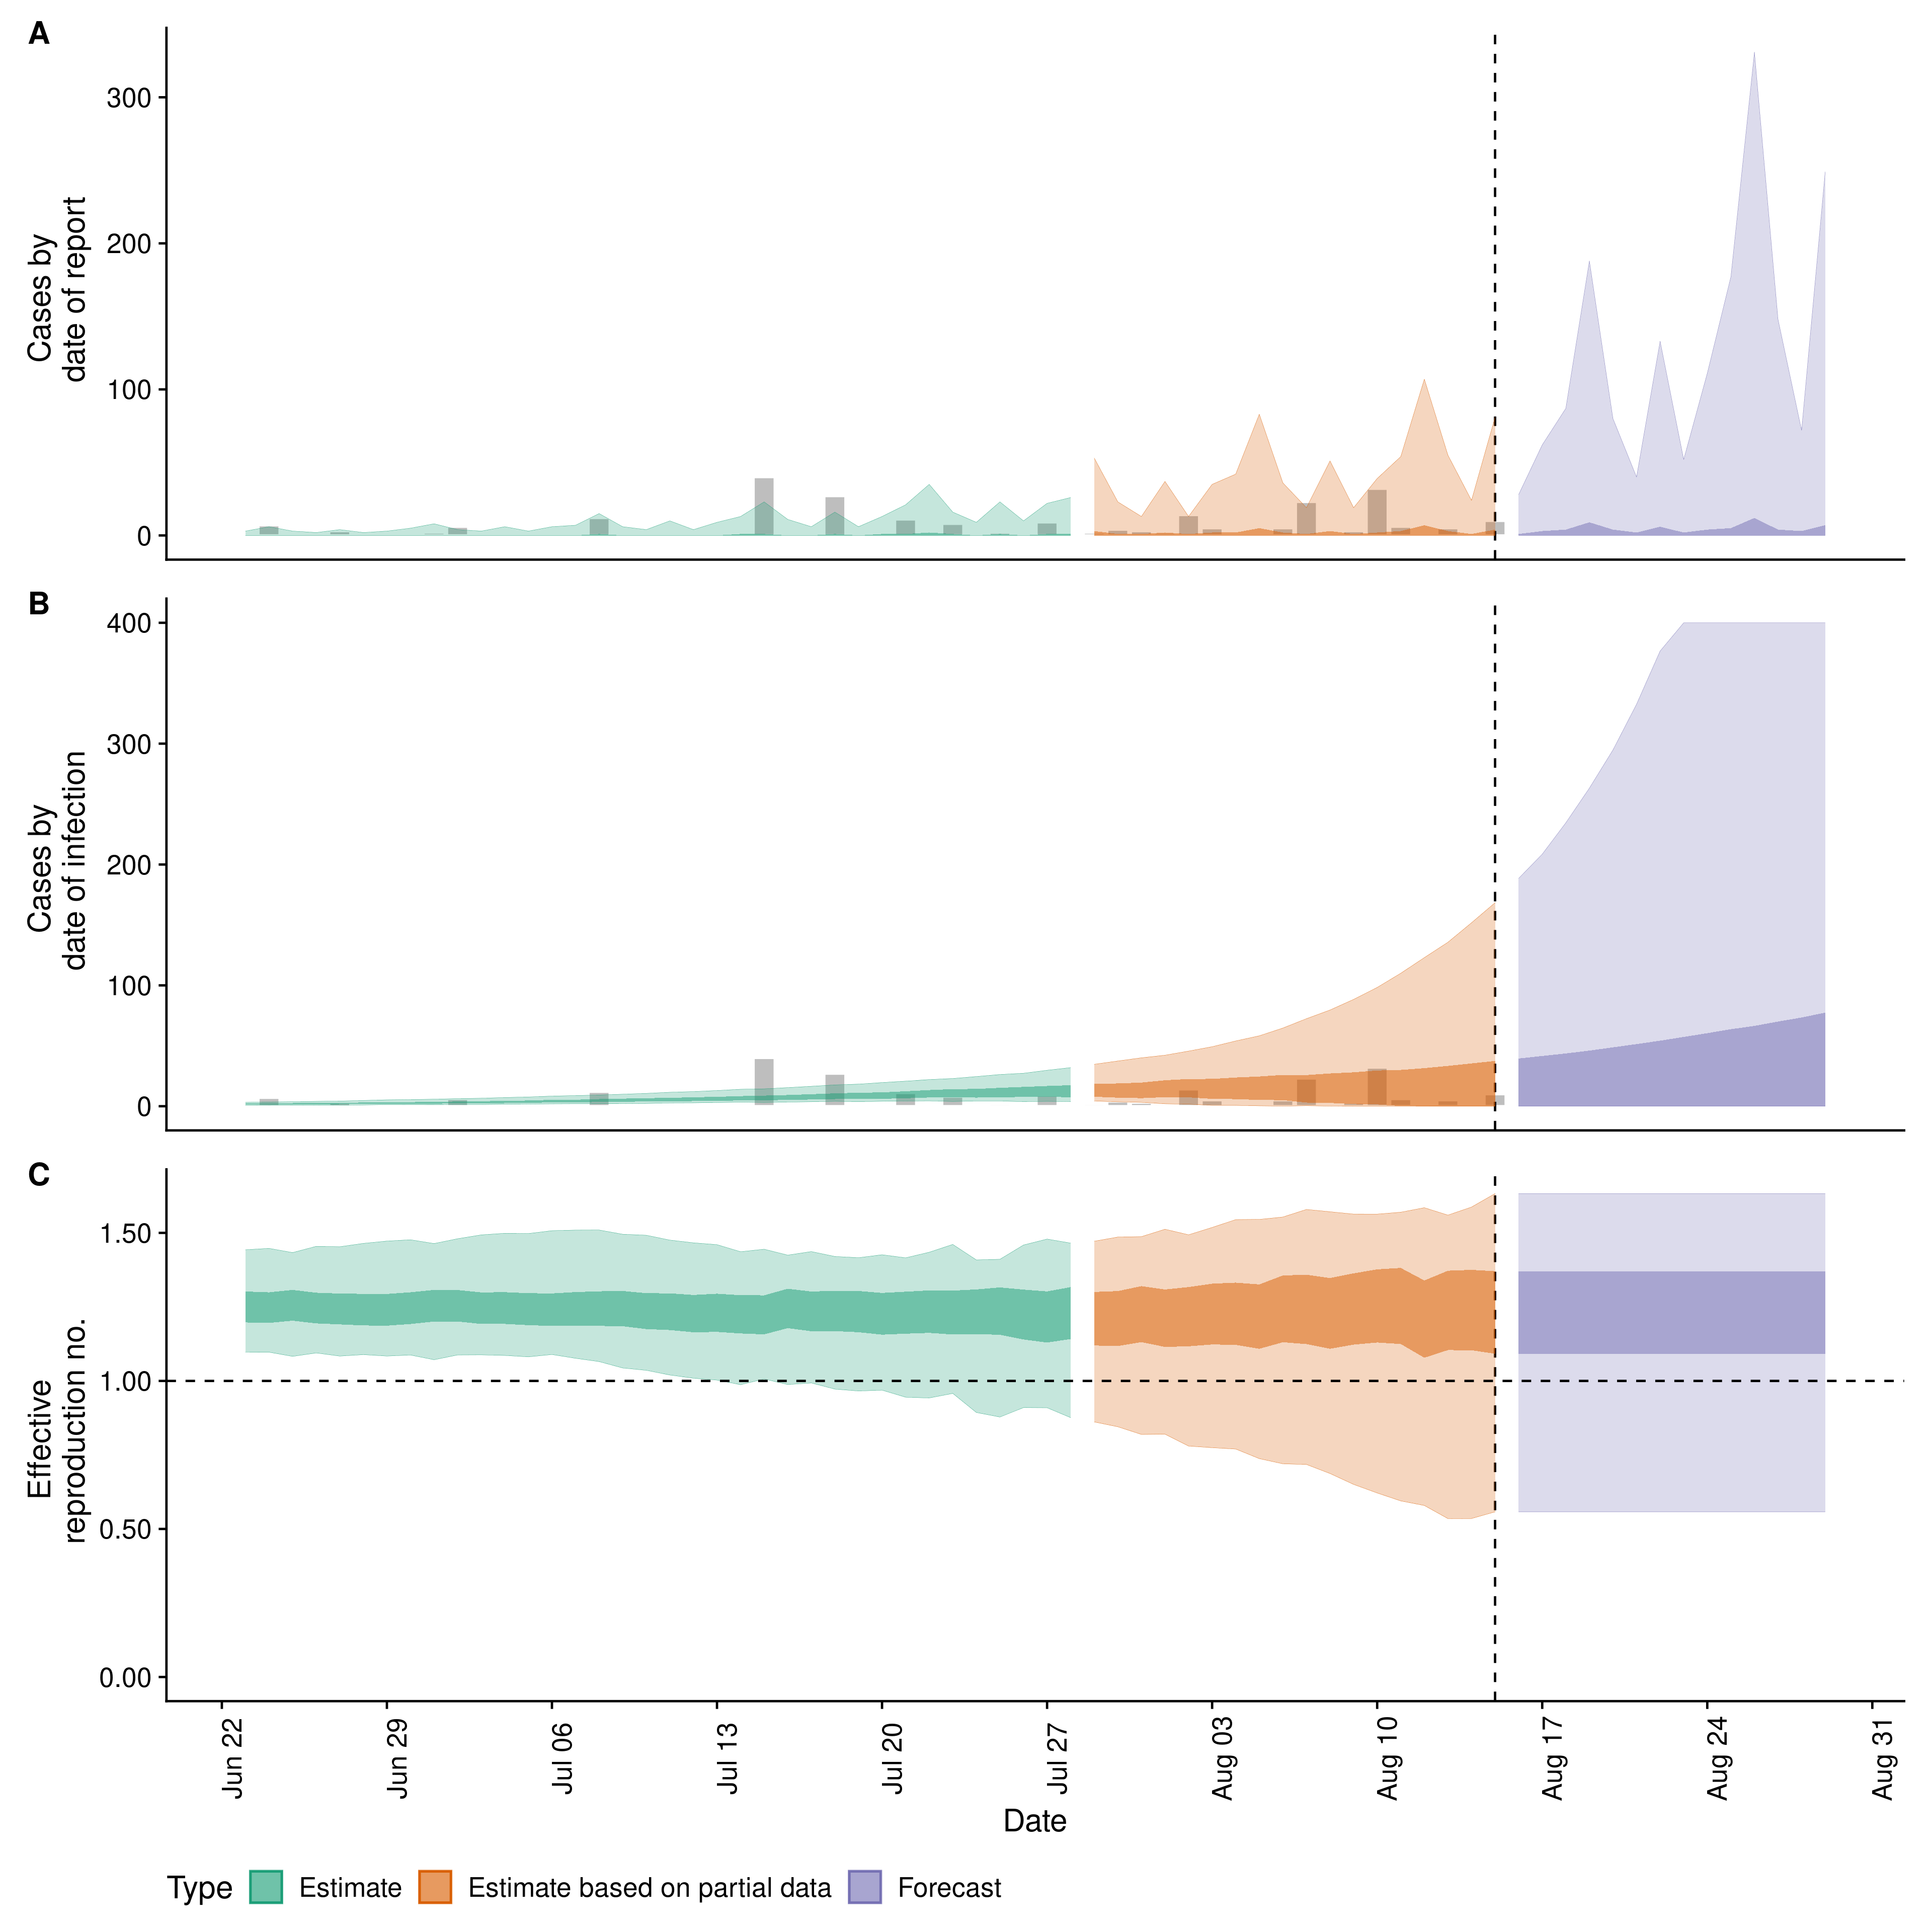 A
Cases by
date of report
300
200
100
0
B
Cases by
date of infection
400
300
200
100
0
C
Effective
reproduction no.
1.50
1.00
0.50
0.00
Jun 22
Jun 29
Jul 06
Jul 13
Jul 20
Jul 27
Aug 03
Aug 10
Aug 17
Aug 24
Aug 31
Date
Type
Estimate
Estimate based on partial data
Forecast